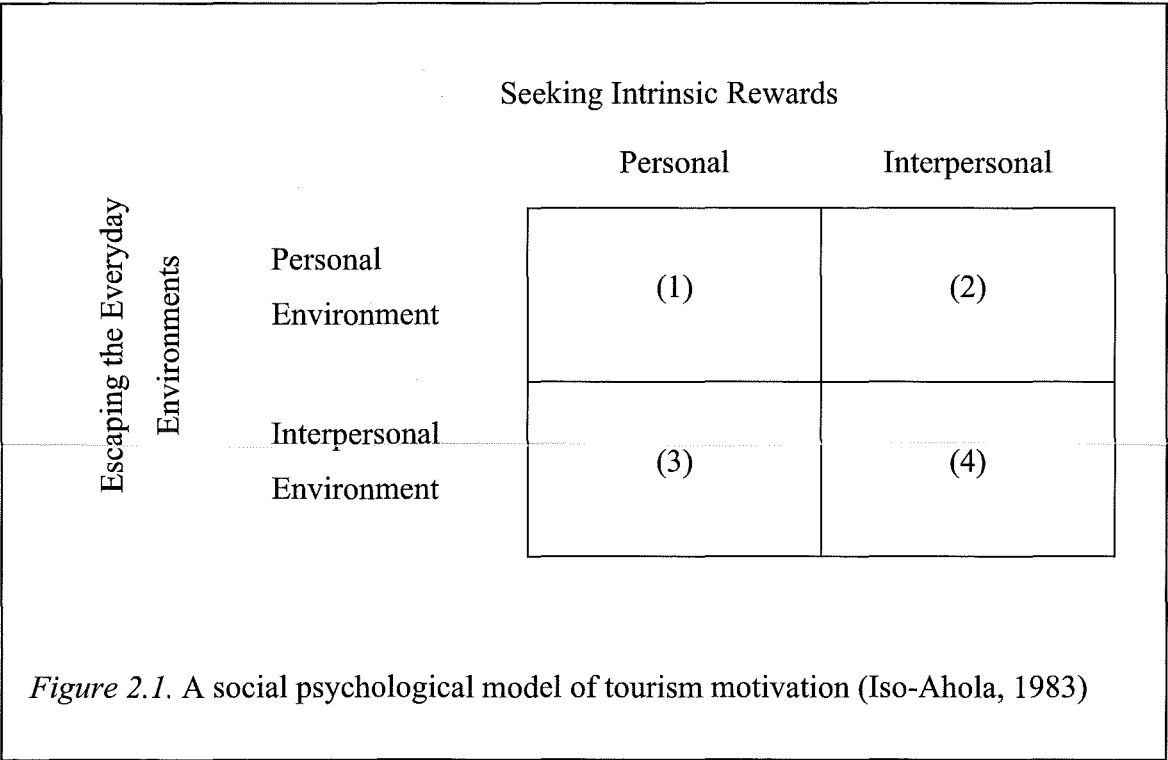 Seeking Intrinsic Rewards
Personal Interpersonal
Escaping the Everyday
Environments
Personal
Environment
(1) (2)
Interpersonal
Environment
(3) (4)
Figure 2.1. A social psychological model of tourism motivation (Iso-Ahola, 1983)